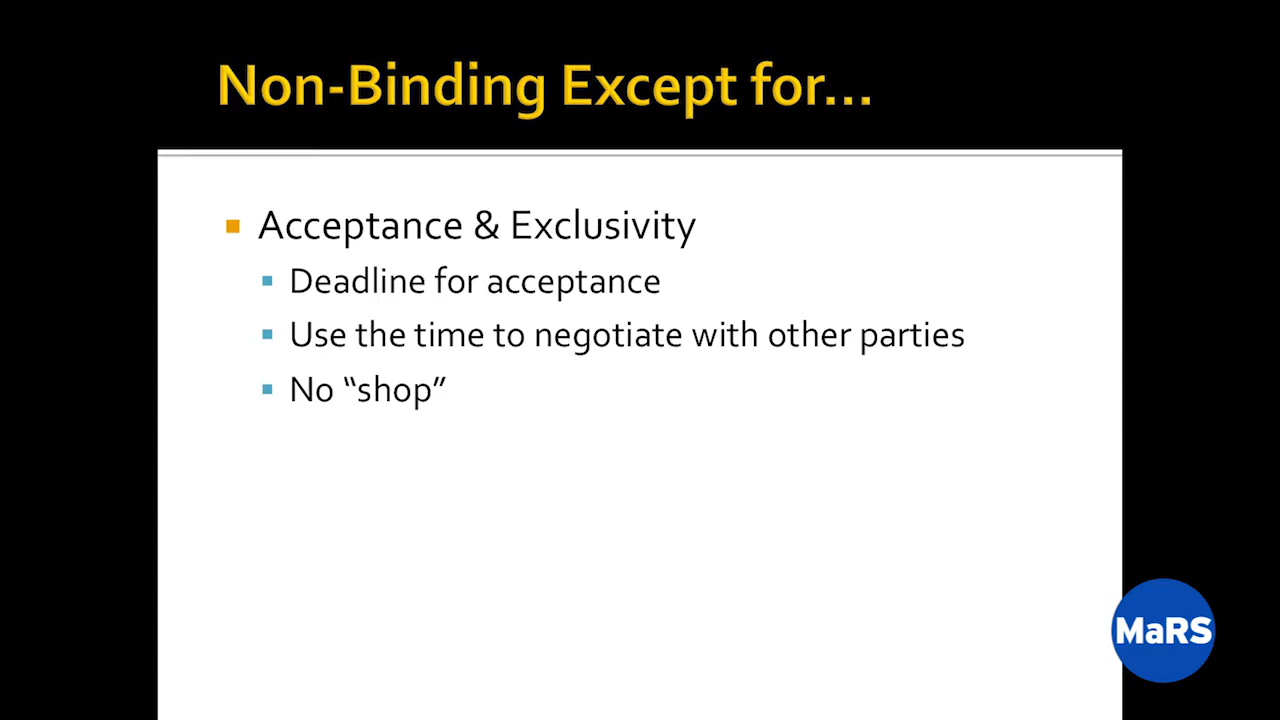 Non-Binding Except for...
Acceptance & Exclusivity
Deadline for acceptance
Use the time to negotiate with other parties
No “shop”
MaRS